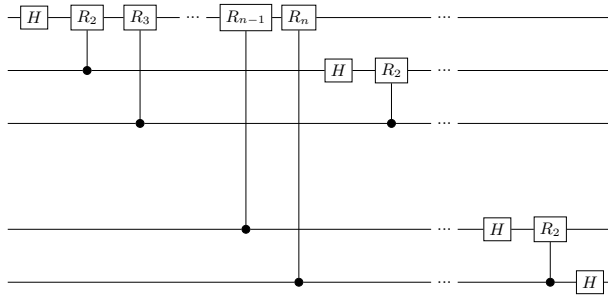 H R₂ R₃ ... Rₙ₋₁ Rₙ ...
H R₂ ...
...
... H R₂
... H